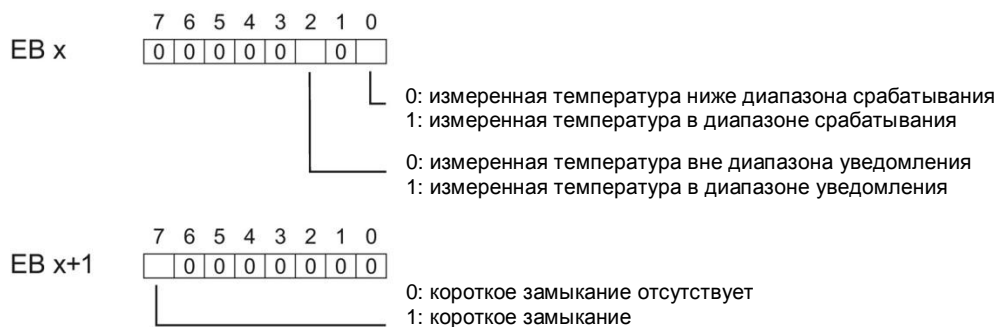 7 6 5 4 3 2 1 0
EB x 0 0 0 0 0 0
0: измеренная температура ниже диапазона срабатывания
1: измеренная температура в диапазоне срабатывания
0: измеренная температура вне диапазона уведомления
1: измеренная температура в диапазоне уведомления
7 6 5 4 3 2 1 0
EB x+1 0 0 0 0 0 0 0
0: короткое замыкание отсутствует
1: короткое замыкание